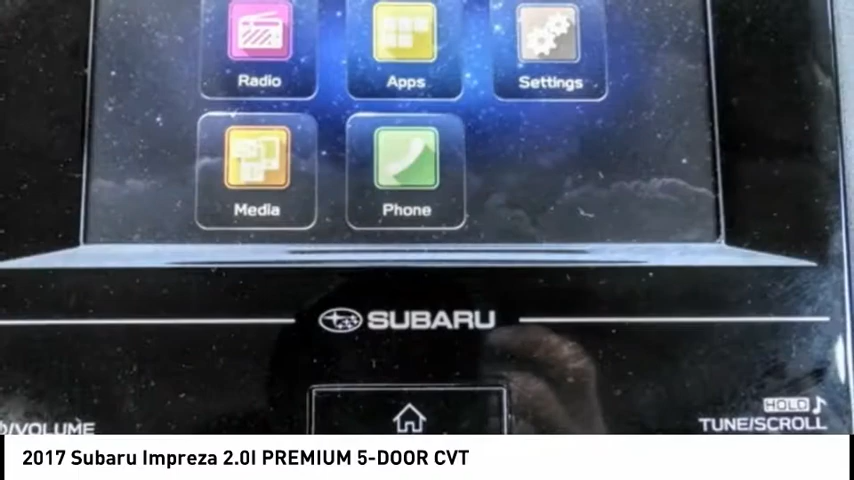 Radio
Apps
Settings
Media
Phone
SUBARU
/VOLUME
HOLD
TUNE/SCROLL
2017 Subaru Impreza 2.0I PREMIUM 5-DOOR CVT